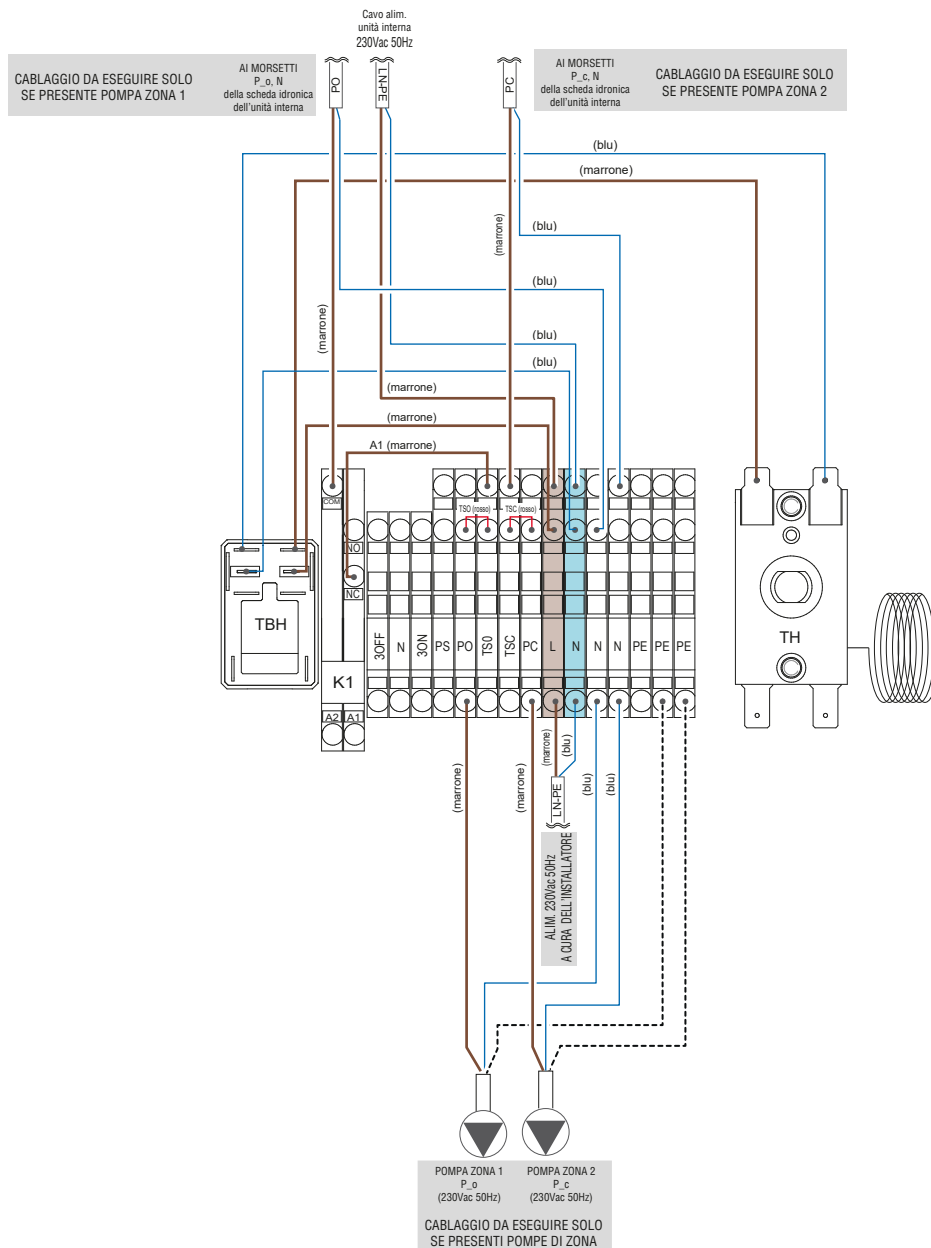 Cavo alim.
unità interna
230Vac 50Hz
CABLAGGIO DA ESEGUIRE SOLO
SE PRESENTE POMPA ZONA 1
AI MORSETTI
P_o, N
della scheda idronica
dell'unità interna
PO
LN-PE
PC
AI MORSETTI
P_c, N
della scheda idronica
dell'unità interna
CABLAGGIO DA ESEGUIRE SOLO
SE PRESENTE POMPA ZONA 2
(blu)
(marrone)
(marrone)
(blu)
(blu)
(marrone)
(blu)
(blu)
(marrone)
(marrone)
A1 (marrone)
COM
TSO (rosso)
TSC (rosso)
NO
NC
TBH
K1
A2
A1
3OFF
N
3ON
PS
PO
TS0
TSC
PC
L
N
N
N
PE
PE
PE
TH
(marrone)
(marrone)
(marrone)
(blu)
(blu)
(blu)
LN-PE
ALIM. 230Vac 50Hz
A CURA DELL'INSTALLATORE
POMPA ZONA 1
P_o
(230Vac 50Hz)
POMPA ZONA 2
P_c
(230Vac 50Hz)
CABLAGGIO DA ESEGUIRE SOLO
SE PRESENTI POMPE DI ZONA